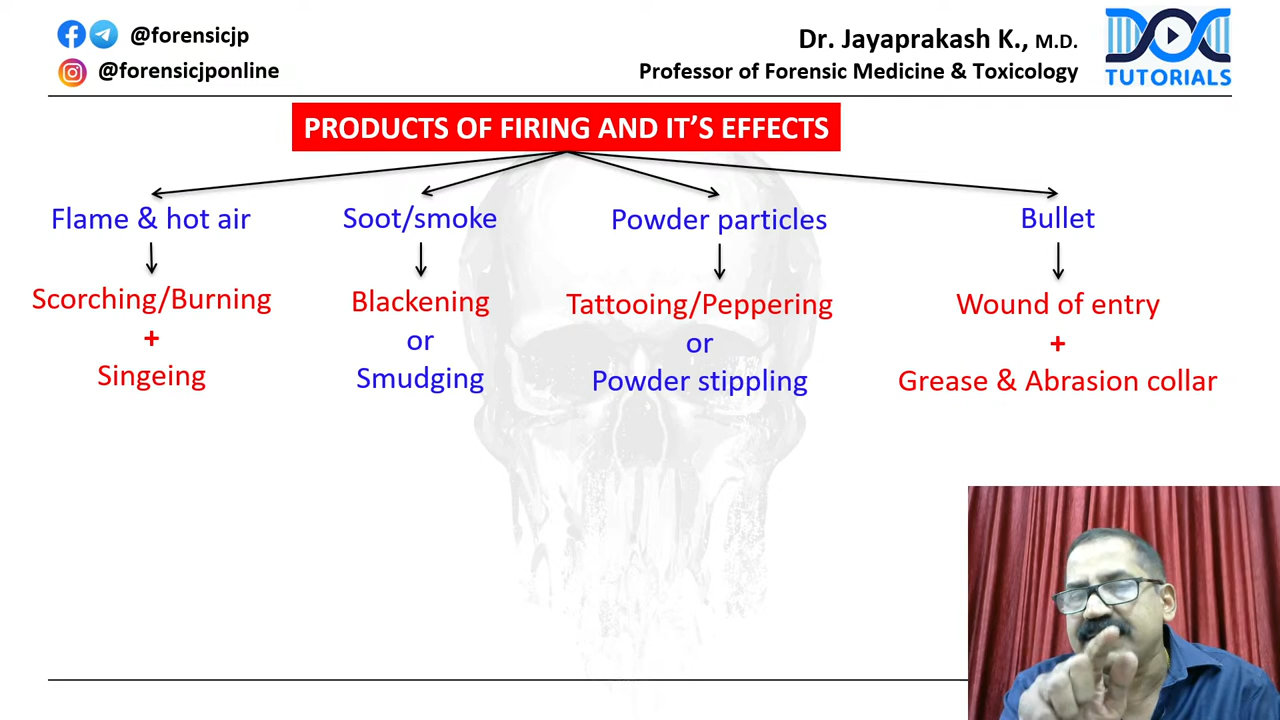 @forensicjp
@forensicjponline
Dr. Jayaprakash K., M.D.
Professor of Forensic Medicine & Toxicology
TUTORIALS
PRODUCTS OF FIRING AND IT’S EFFECTS
Flame & hot air
Scorching/Burning
+
Singeing
Soot/smoke
Blackening
or
Smudging
Powder particles
Tattooing/Peppering
or
Powder stippling
Bullet
Wound of entry
+
Grease & Abrasion collar